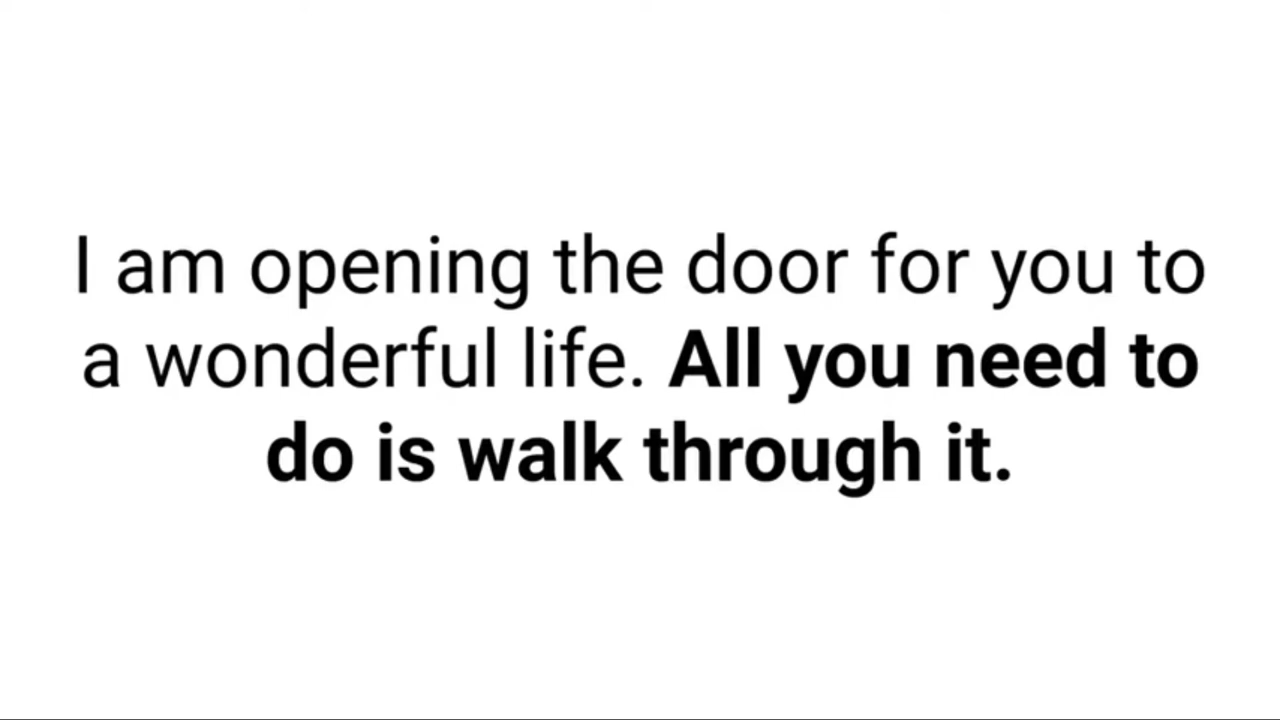 I am opening the door for you to
a wonderful life. All you need to
do is walk through it.